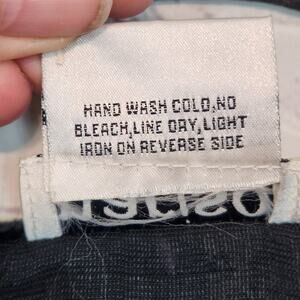 HAND WASH COLD,NO
BLEACH,LINE DRY,LIGHT
IRON ON REVERSE SIDE